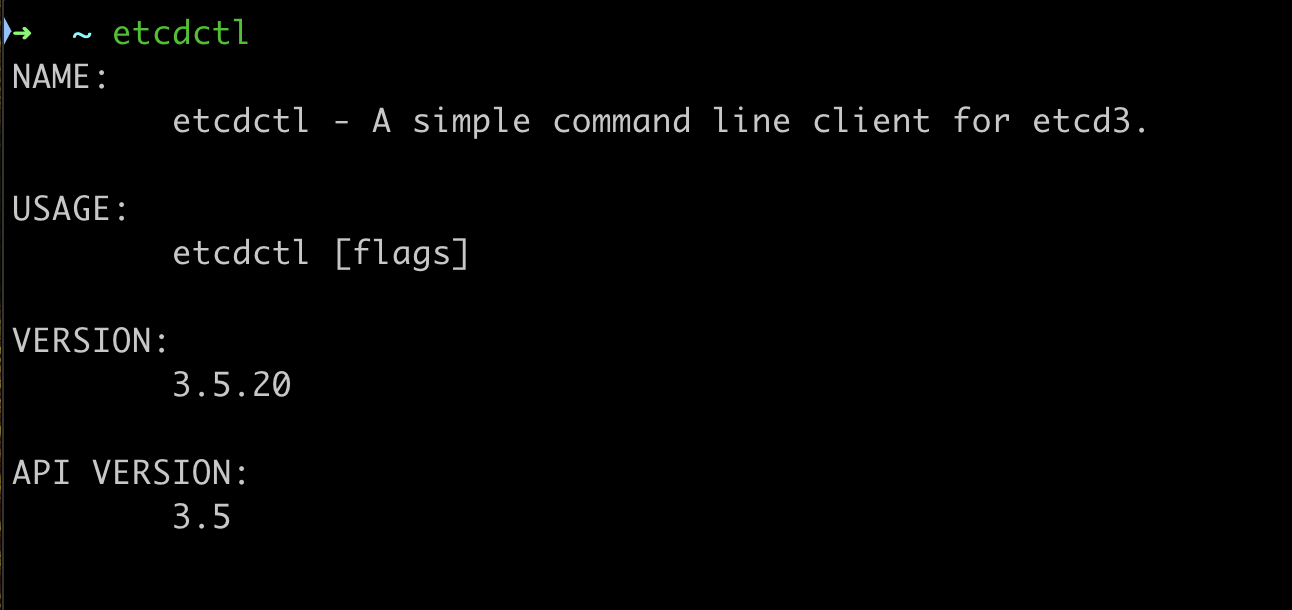 ➜  ~ etcdctl
NAME:
        etcdctl - A simple command line client for etcd3.

USAGE:
        etcdctl [flags]

VERSION:
        3.5.20

API VERSION:
        3.5